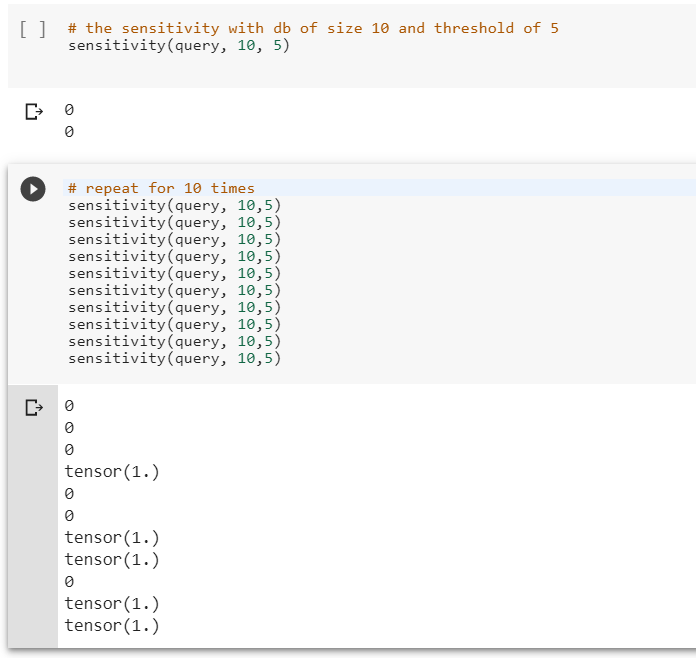 [ ] # the sensitivity with db of size 10 and threshold of 5
sensitivity(query, 10, 5)
0
0
# repeat for 10 times
sensitivity(query, 10,5)
sensitivity(query, 10,5)
sensitivity(query, 10,5)
sensitivity(query, 10,5)
sensitivity(query, 10,5)
sensitivity(query, 10,5)
sensitivity(query, 10,5)
sensitivity(query, 10,5)
sensitivity(query, 10,5)
sensitivity(query, 10,5)
0
0
0
tensor(1.)
0
0
tensor(1.)
tensor(1.)
0
tensor(1.)
tensor(1.)